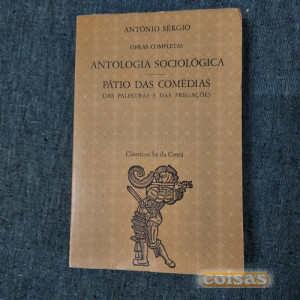 ANTÓNIO SÉRGIO
OBRAS COMPLETAS
ANTOLOGIA SOCIOLÓGICA
PÁTIO DAS COMÉDIAS
DAS PALESTRAS E DAS PREGAÇÕES
Clássicos Sá da Costa
coisas